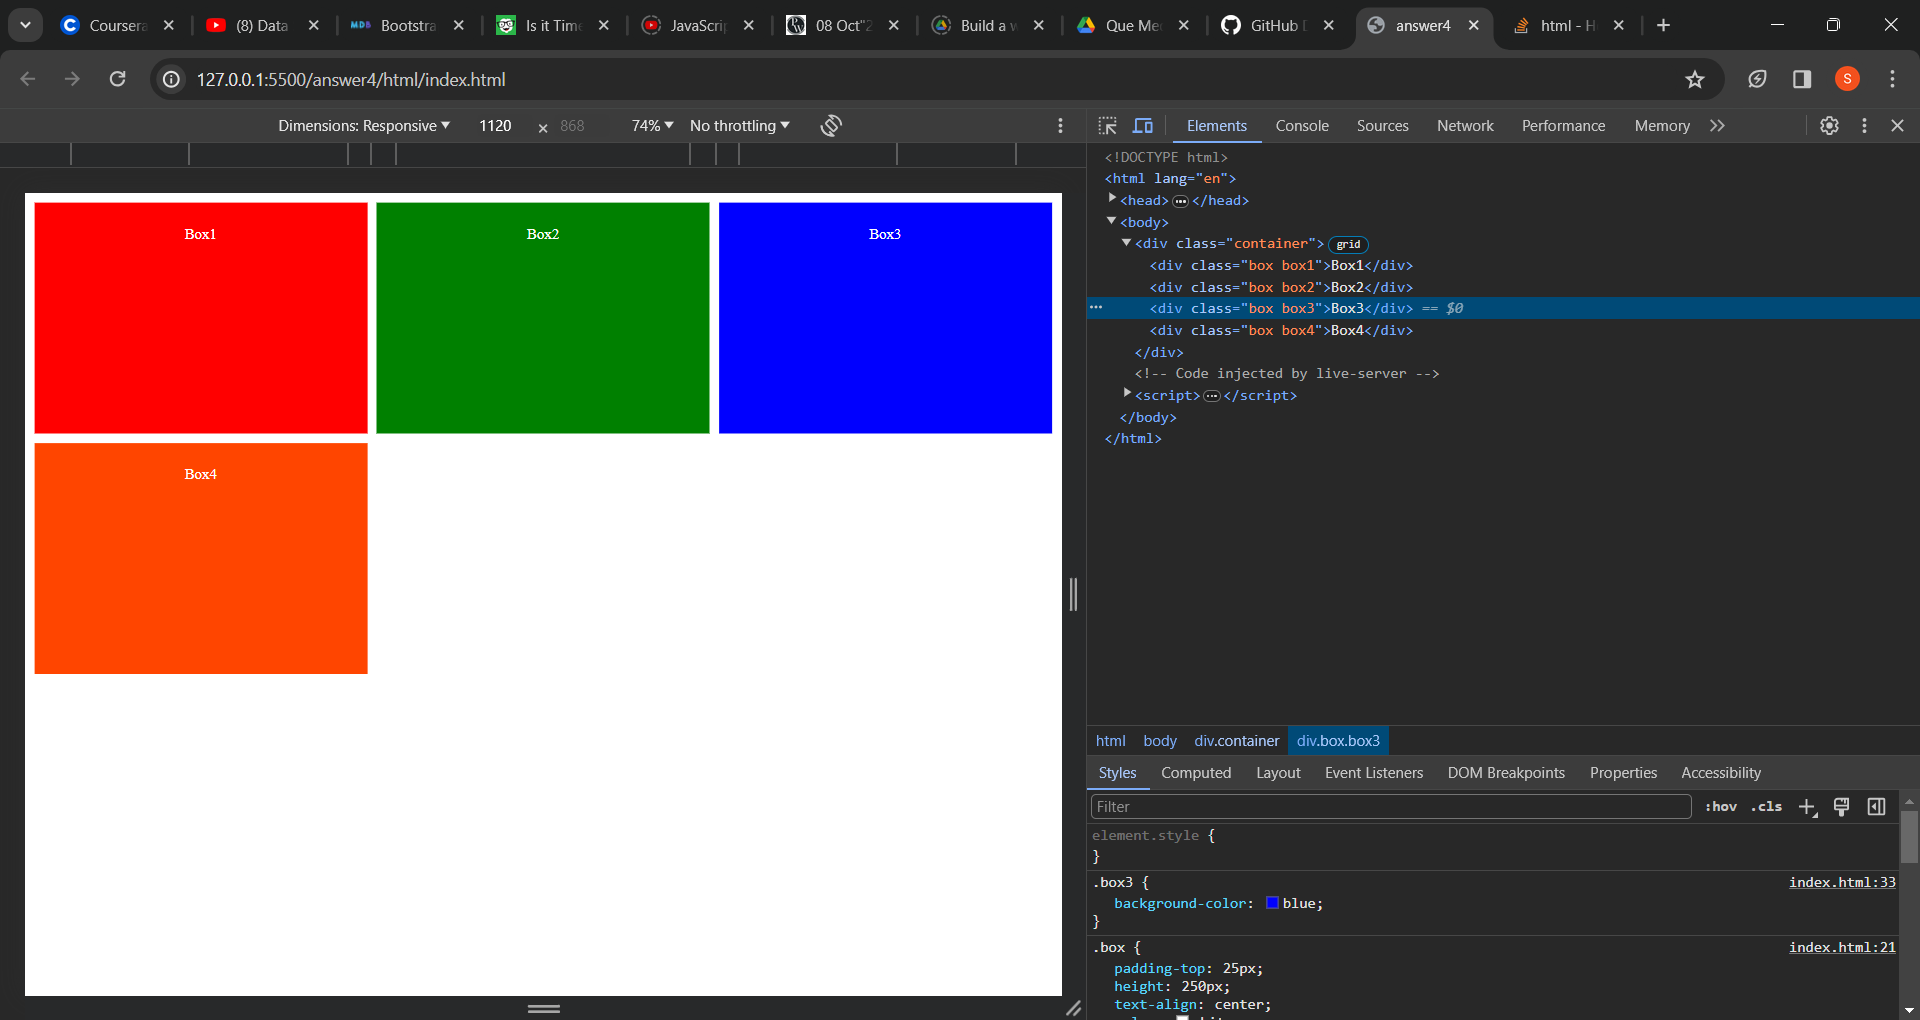 Coursera
(8) Data
MDB Bootstra
Is it Time
JavaScrip
08 Oct"2
Build a w
Que Me
GitHub D
answer4
html - H
127.0.0.1:5500/answer4/html/index.html
S
Dimensions: Responsive 1120 × 868 74% No throttling
Elements Console Sources Network Performance Memory
<!DOCTYPE html>
<html lang="en">
<head> ... </head>
<body>
<div class="container"> grid
<div class="box box1">Box1</div>
<div class="box box2">Box2</div>
<div class="box box3">Box3</div> == $0
<div class="box box4">Box4</div>
</div>
<!-- Code injected by live-server -->
<script> ... </script>
</body>
</html>
Box1
Box2
Box3
Box4
html body div.container div.box.box3
Styles Computed Layout Event Listeners DOM Breakpoints Properties Accessibility
Filter :hov .cls
element.style {
}
.box3 { index.html:33
background-color: blue;
}
.box { index.html:21
padding-top: 25px;
height: 250px;
text-align: center;